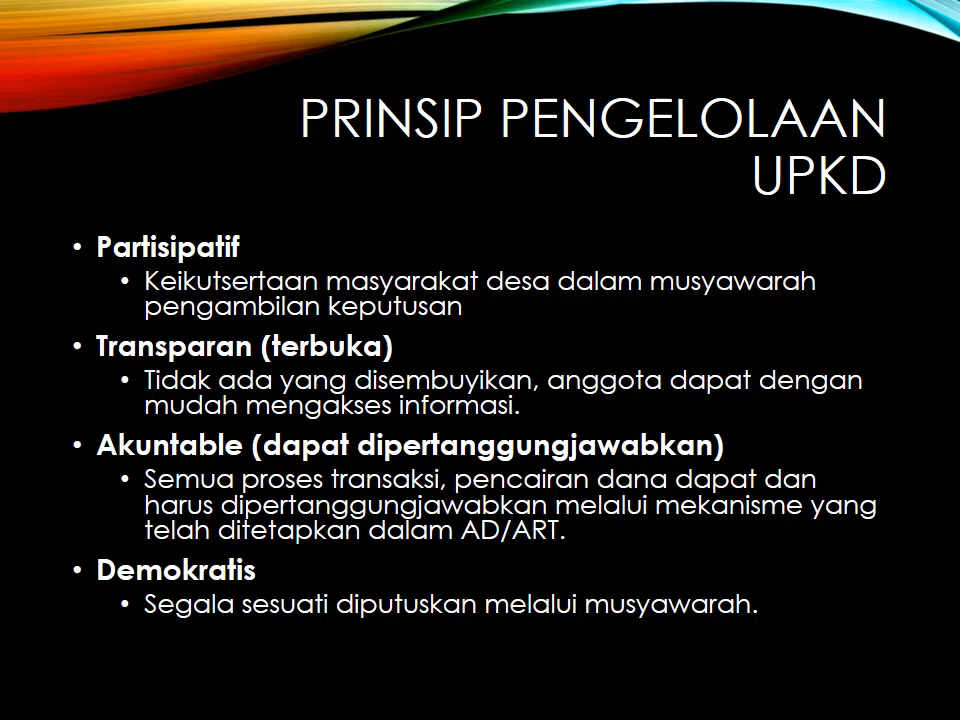 PRINSIP PENGELOLAAN
UPKD
• Partisipatif
• Keikutsertaan masyarakat desa dalam musyawarah
pengambilan keputusan
• Transparan (terbuka)
• Tidak ada yang disembuyikan, anggota dapat dengan
mudah mengakses informasi.
• Akuntable (dapat dipertanggungjawabkan)
• Semua proses transaksi, pencairan dana dapat dan
harus dipertanggungjawabkan melalui mekanisme yang
telah ditetapkan dalam AD/ART.
• Demokratis
• Segala sesuati diputuskan melalui musyawarah.